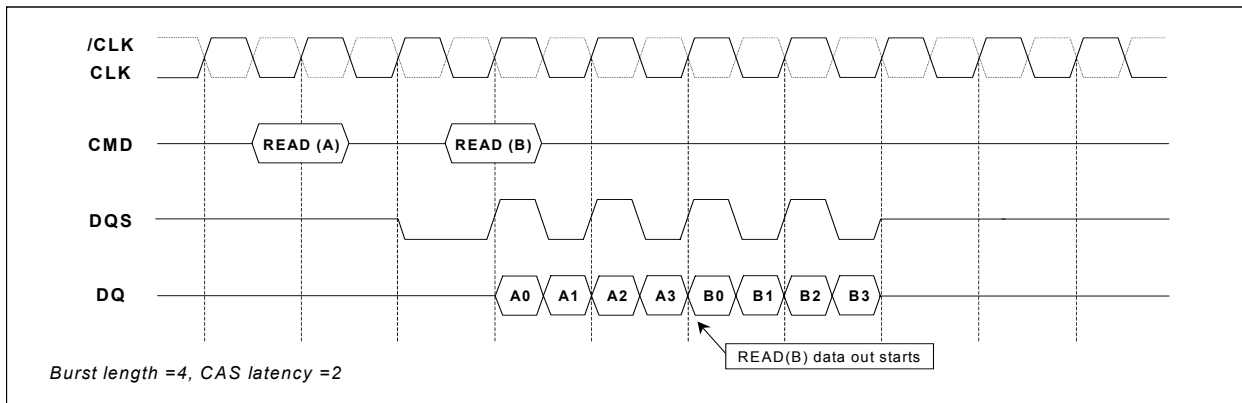 /CLK
CLK
CMD READ (A) READ (B)
DQS
DQ A0 A1 A2 A3 B0 B1 B2 B3
READ(B) data out starts
Burst length =4, CAS latency =2